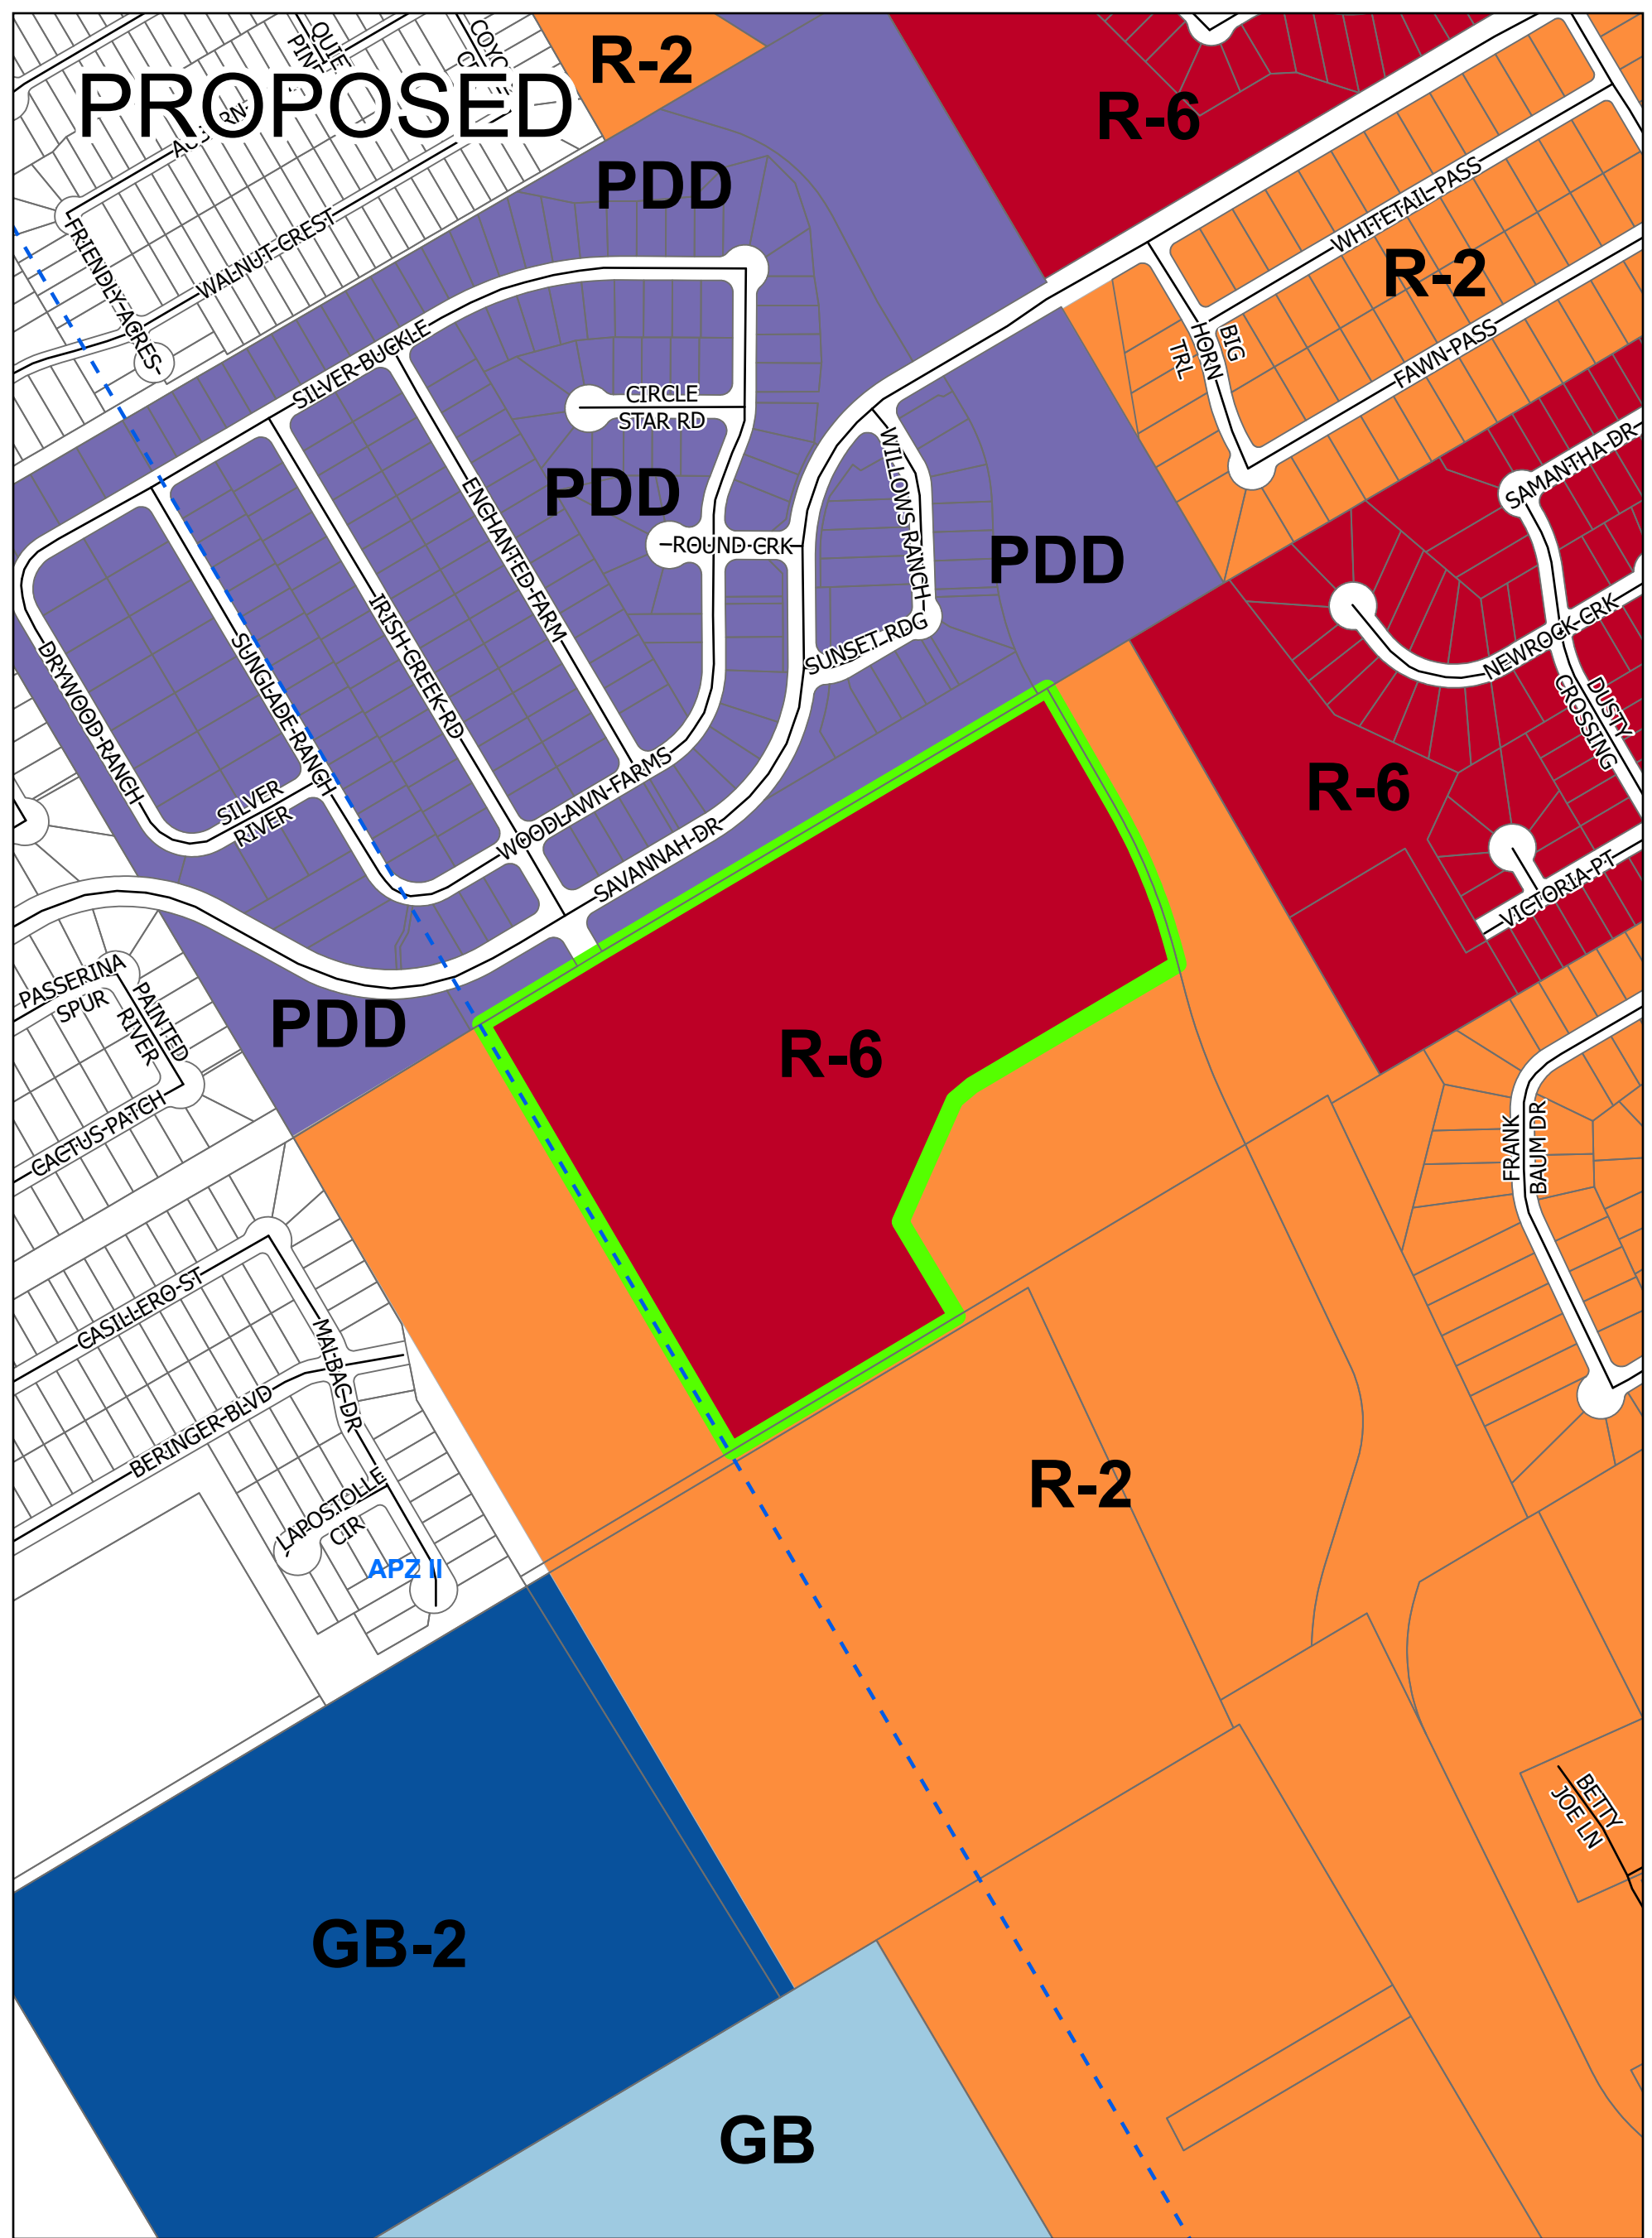 QUIE
PINE
COYO
R-2
PROPOSED
R-6
PDD
WHITETAIL PASS
FRIENDLY ACRES
WALNUT CREST
R-2
SILVER BUCKLE
BIG
HORN
TRL
FAWN PASS
CIRCLE
STAR RD
SAMANTHA DR
PDD
WILLOWS RANCH
ENCHANTED FARM
ROUND CRK
PDD
DRYWOOD RANCH
SUNGLADE RANCH
IRISH CREEK RD
SUNSET RDG
NEWROCK CRK
DUSTY
CROSSING
SILVER
RIVER
WOODLAWN FARMS
R-6
SAVANNAH DR
VICTORIA PT
PASSERINA
SPUR
PAINTED
RIVER
PDD
R-6
CACTUS PATCH
FRANK
BAUM DR
CASILLERO ST
MALBAC DR
BERINGER BLVD
R-2
LAPOSTOLLE
CIR
APZ II
BETTY
JOE LN
GB-2
GB